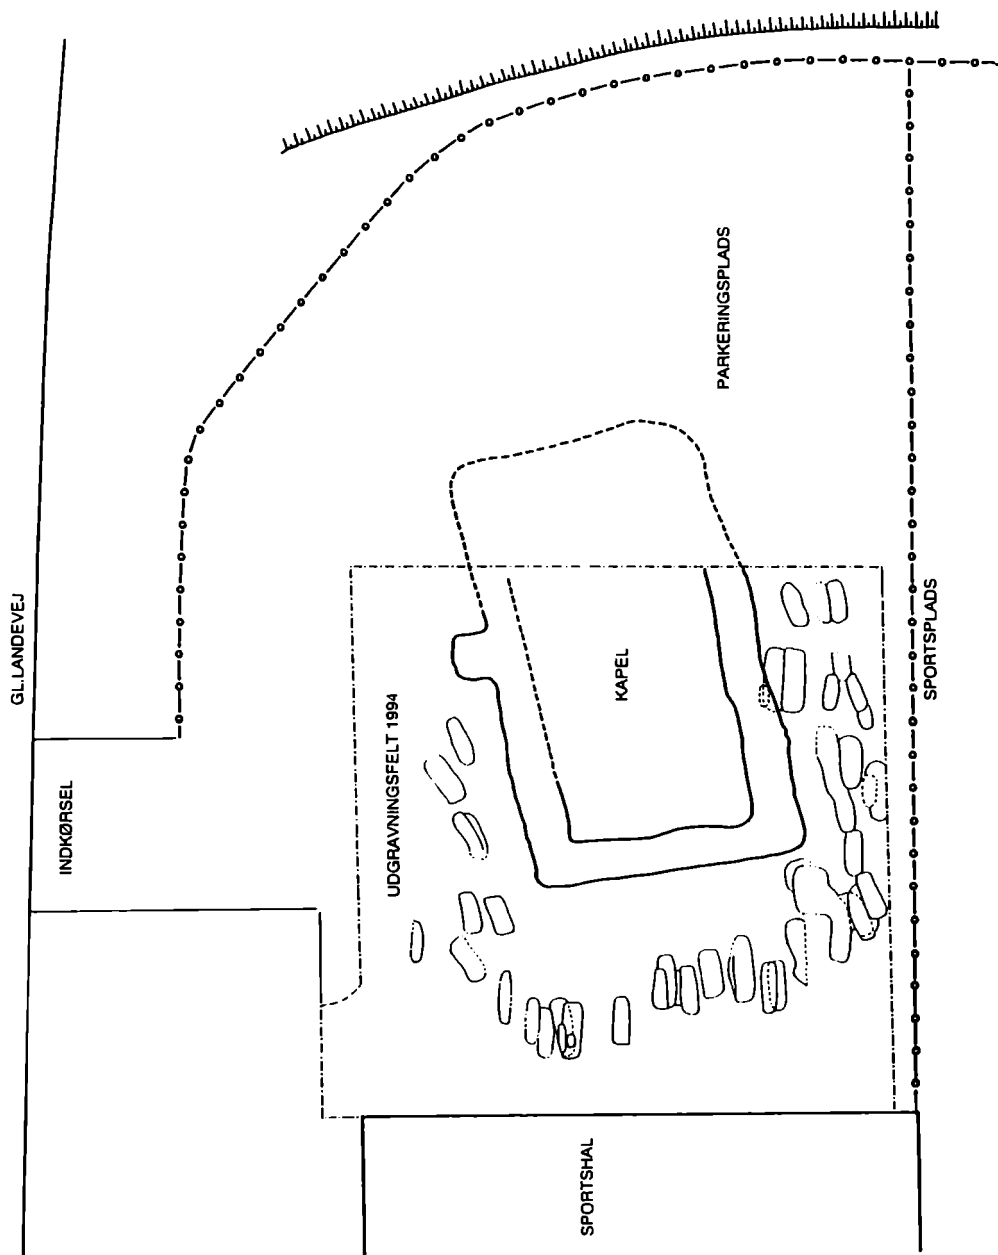 GL.LANDEVEJ
INDKØRSEL
UDGRAVNINGSFELT 1994
KAPEL
PARKERINGSPLADS
SPORTSPLADS
SPORTSHAL